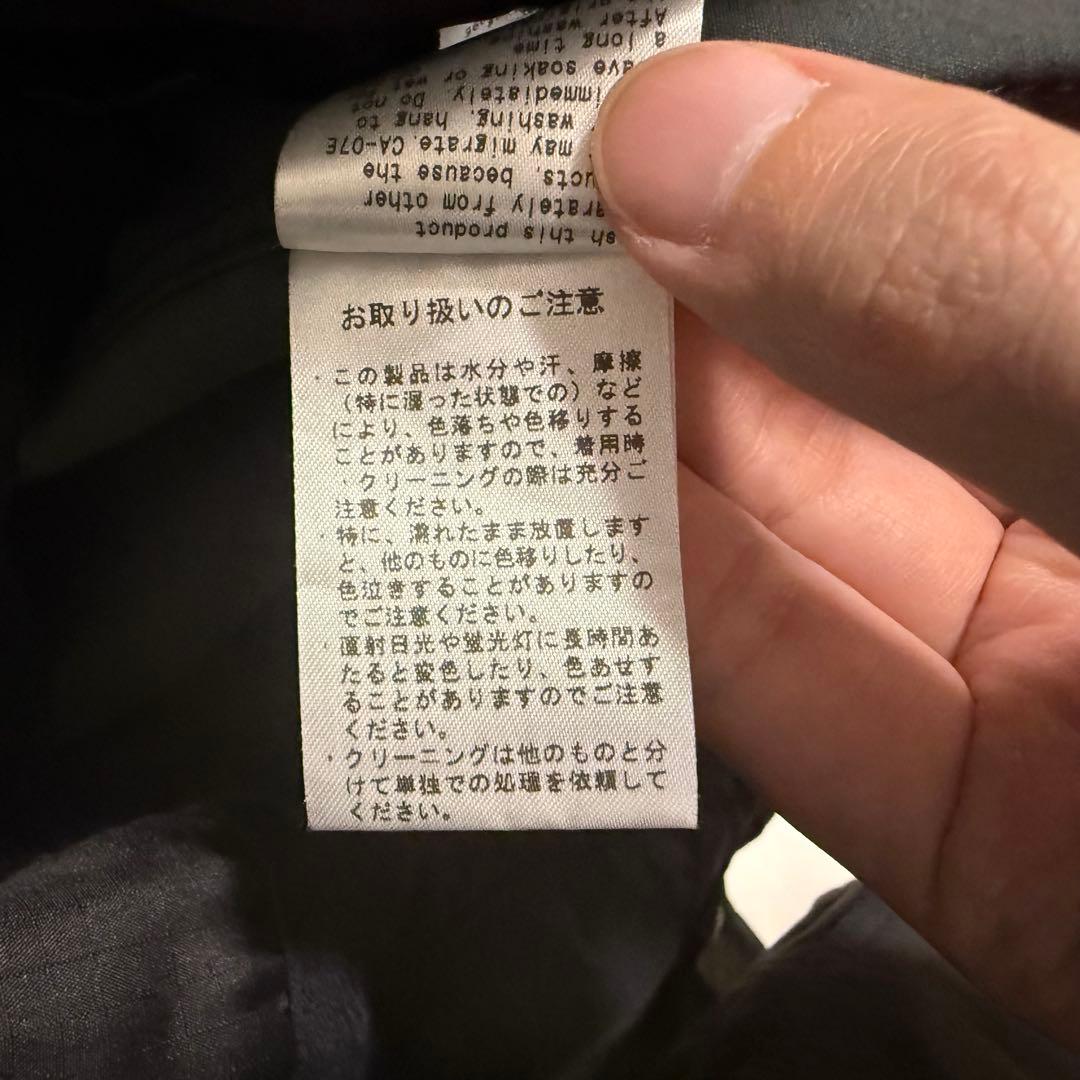 sh this product
arately from other
ucts, because the
may migrate. CA-07E
washing, hang. to
immediately. Do not
ave soaking or wet
a long time
After
お取り扱いのご注意
・この製品は水分や汗、摩擦
（特に湿った状態での）など
により、色落ちや色移りする
ことがありますので、着用時
・クリーニングの際は充分ご
注意ください。
・特に、濡れたまま放置します
と、他のものに色移りしたり、
色泣きすることがありますの
でご注意ください。
・直射日光や蛍光灯に長時間あ
たると変色したり、色あせす
ることがありますのでご注意
ください。
・クリーニングは他のものと分
けて単独での処理を依頼して
ください。